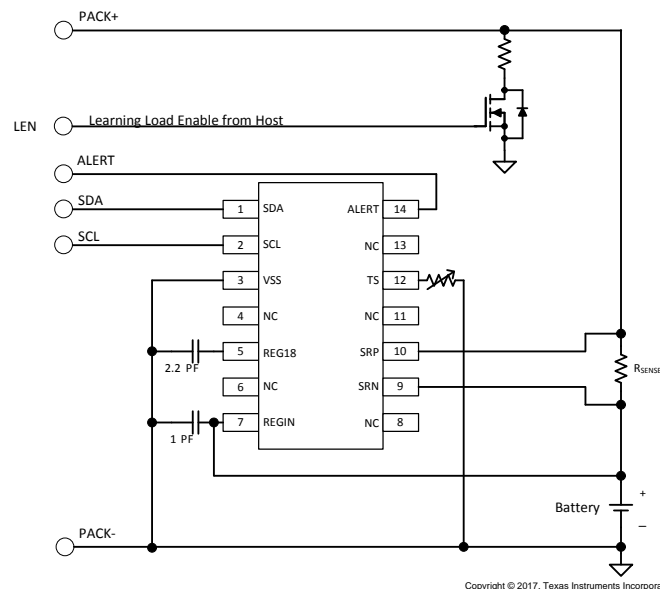 PACK+
LEN
Learning Load Enable from Host
ALERT
SDA
SCL
1 SDA ALERT 14
2 SCL NC 13
3 VSS TS 12
4 NC NC 11
5 REG18 SRP 10
2.2 PF
RSENSE
6 NC SRN 9
7 REGIN NC 8
1 PF
Battery
+
–
PACK-
Copyright © 2017, Texas Instruments Incorpora